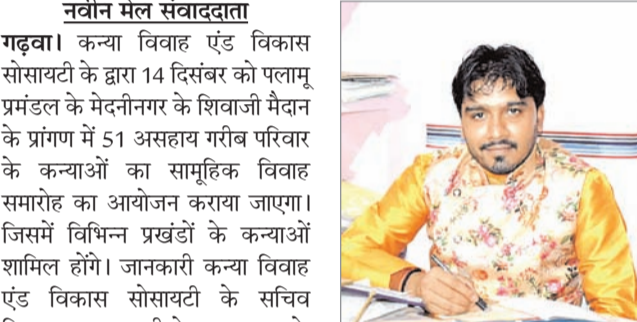 नवीन मेल संवाददाता
गढ़वा। कन्या विवाह एंड विकास
सोसायटी के द्वारा 14 दिसंबर को पलामू
प्रमंडल के मेदनीनगर के शिवाजी मैदान
के प्रांगण में 51 असहाय गरीब परिवार
के कन्याओं का सामूहिक विवाह
समारोह का आयोजन कराया जाएगा।
जिसमें विभिन्न प्रखंडों के कन्याओं
शामिल होंगे। जानकारी कन्या विवाह
एंड विकास सोसायटी के सचिव